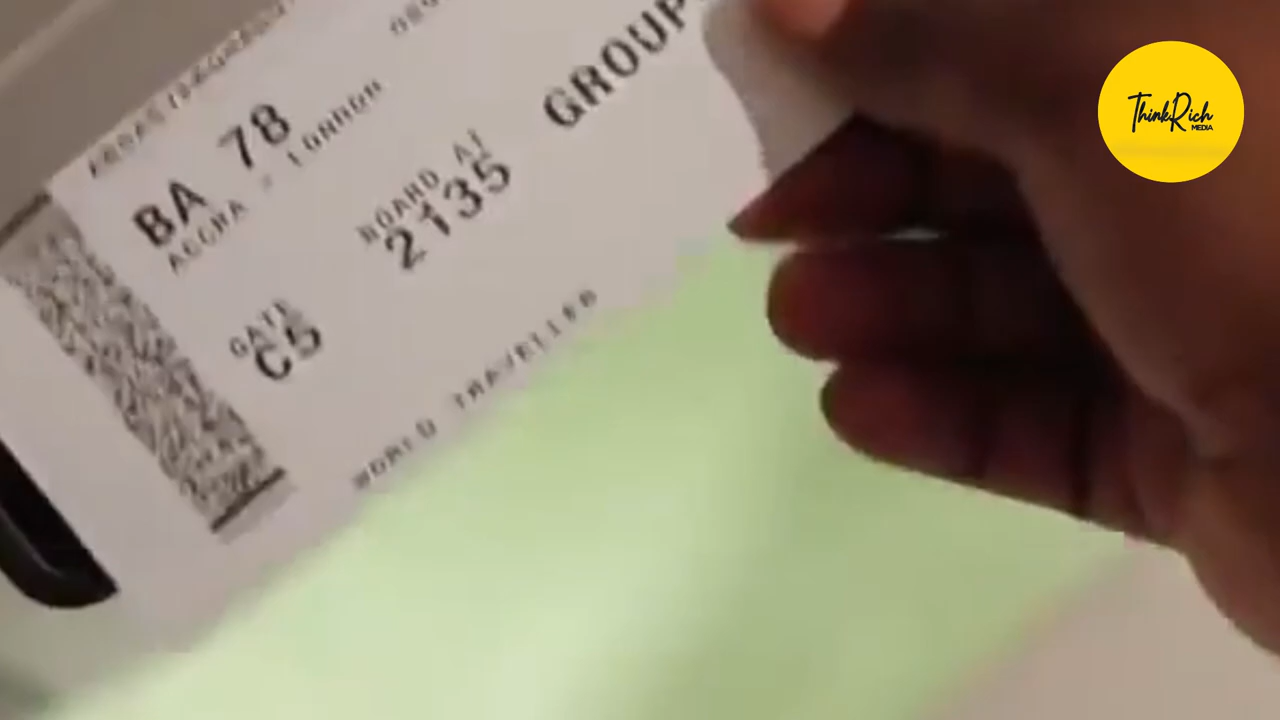 BA 78
ACCRA - LONDON
BOARD AT
2135
GROUP
GATE
C5
WORLD TRAVELLER
ThinkRich
MEDIA